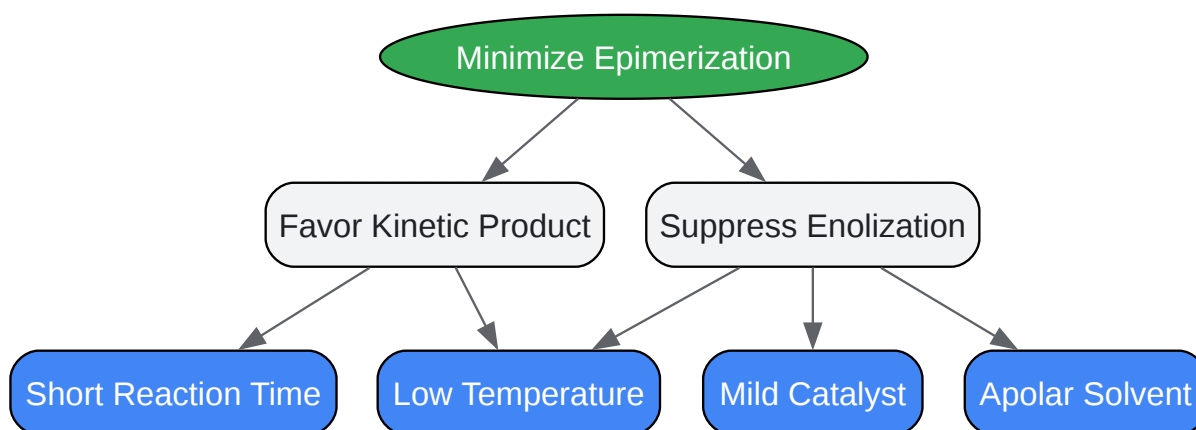 Minimize Epimerization
Favor Kinetic Product
Suppress Enolization
Short Reaction Time
Low Temperature
Mild Catalyst
Apolar Solvent